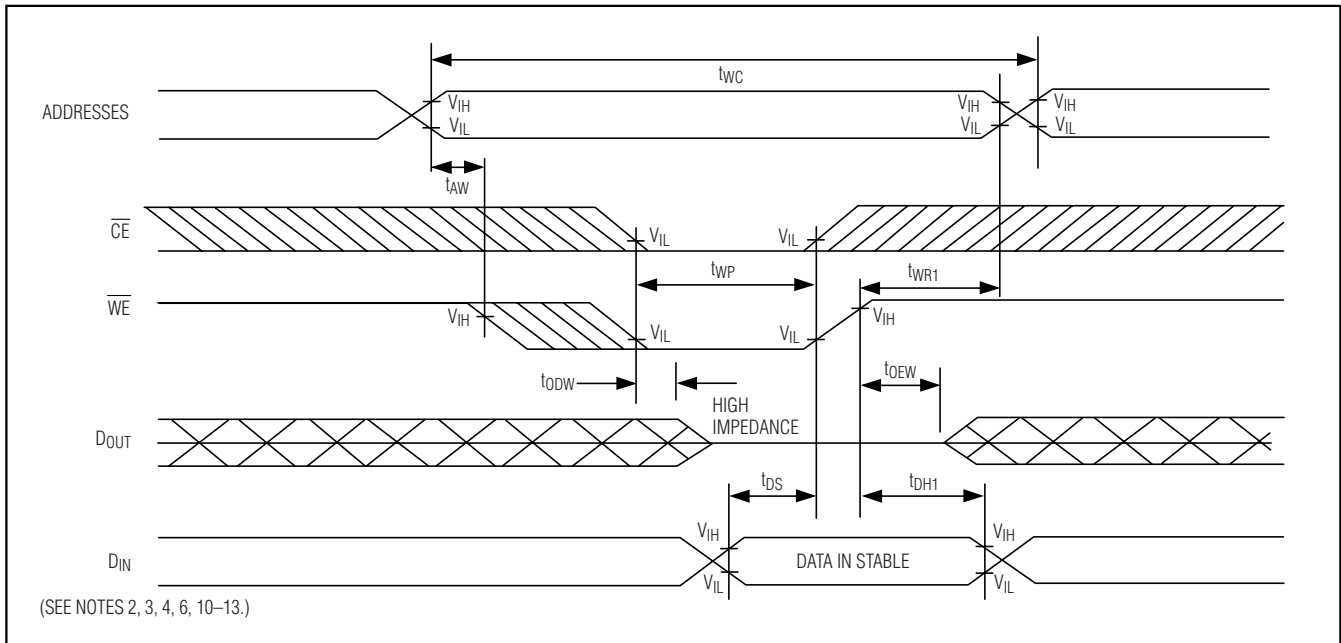 tWC
ADDRESSES
VIH
VIL
VIH
VIL
VIH
VIL
tAW
CE
VIL
VIL
tWP
tWR1
WE
VIH
VIL
VIL
VIH
tODW
tOEW
HIGH
IMPEDANCE
DOUT
tDS
tDH1
VIH
VIH
DIN
DATA IN STABLE
VIL
VIL
(SEE NOTES 2, 3, 4, 6, 10–13.)